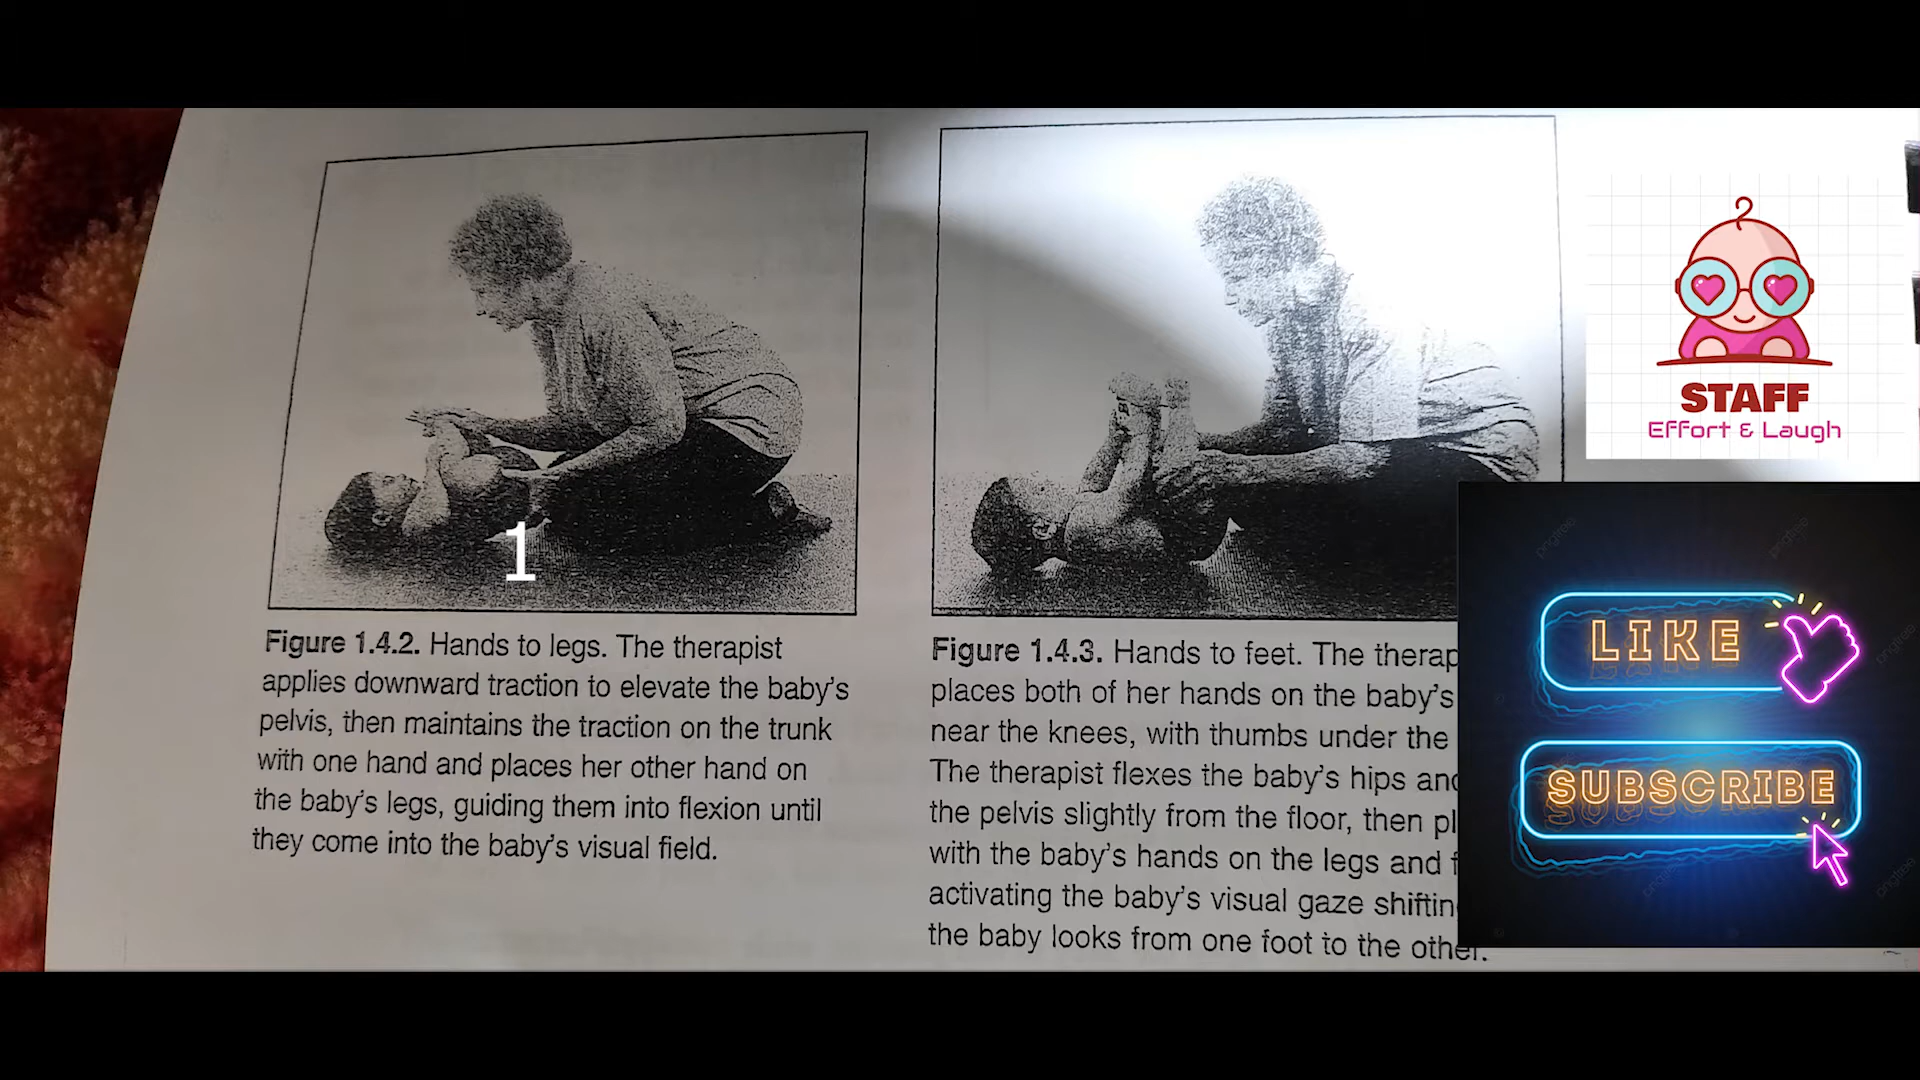 1
Figure 1.4.2. Hands to legs. The therapist
applies downward traction to elevate the baby's
pelvis, then maintains the traction on the trunk
with one hand and places her other hand on
the baby's legs, guiding them into flexion until
they come into the baby's visual field.
Figure 1.4.3. Hands to feet. The therap
places both of her hands on the baby's
near the knees, with thumbs under the
The therapist flexes the baby's hips and
the pelvis slightly from the floor, then pl
with the baby's hands on the legs and f
activating the baby's visual gaze shifting
the baby looks from one foot to the other.
STAFF
Effort & Laugh
LIKE
SUBSCRIBE
pngtree
pngtree
pngtree
pngtree
pngtree